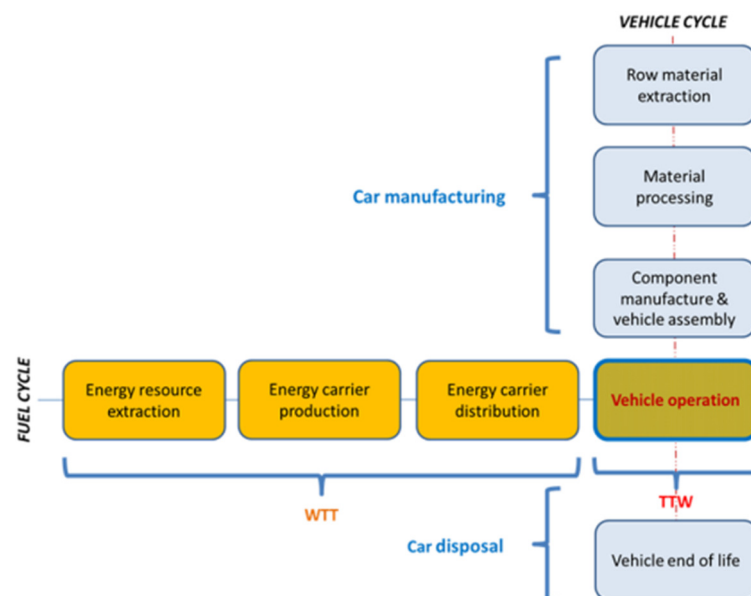 VEHICLE CYCLE
Row material
extraction
Car manufacturing
Material
processing
Component
manufacture &
vehicle assembly
FUEL CYCLE
Energy resource
extraction
Energy carrier
production
Energy carrier
distribution
Vehicle operation
WTT
TTW
Car disposal
Vehicle end of life